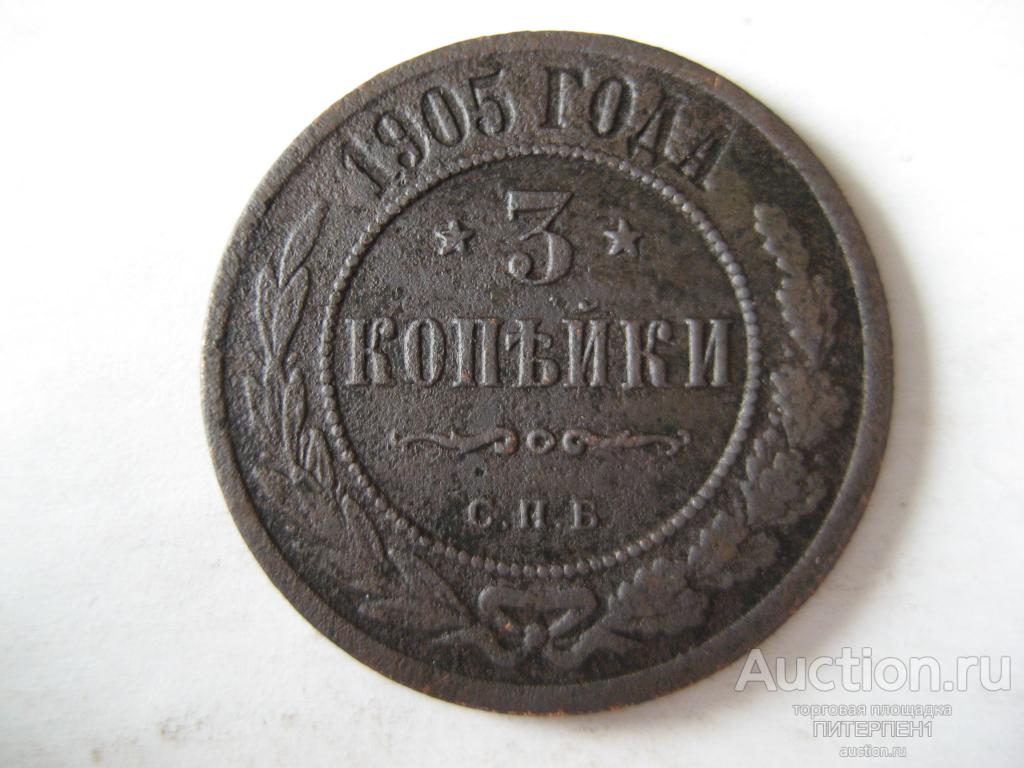 1905 ГОДА
3
КОПѢЙКИ
С.П.Б.
Auction.ru
торговая площадка
ПИТЕРПЕН1
auction.ru